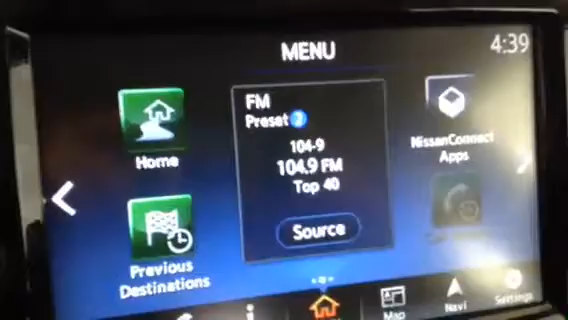 MENU
4:39
FM
Preset 2
104-9
104.9 FM
Top 40
Source
Home
Previous
Destinations
NissanConnect
Apps
Map
Navi
Settings